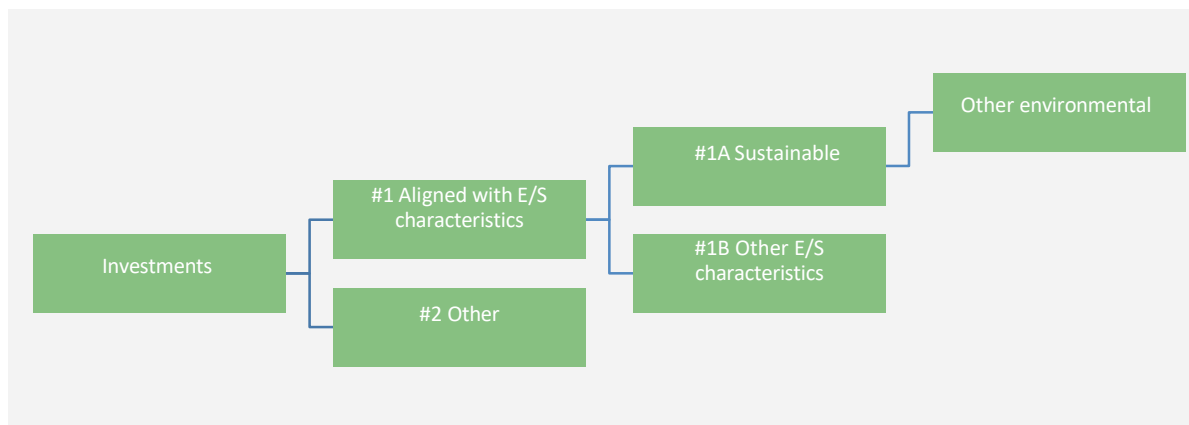 Investments
#1 Aligned with E/S
characteristics
#2 Other
#1A Sustainable
#1B Other E/S
characteristics
Other environmental